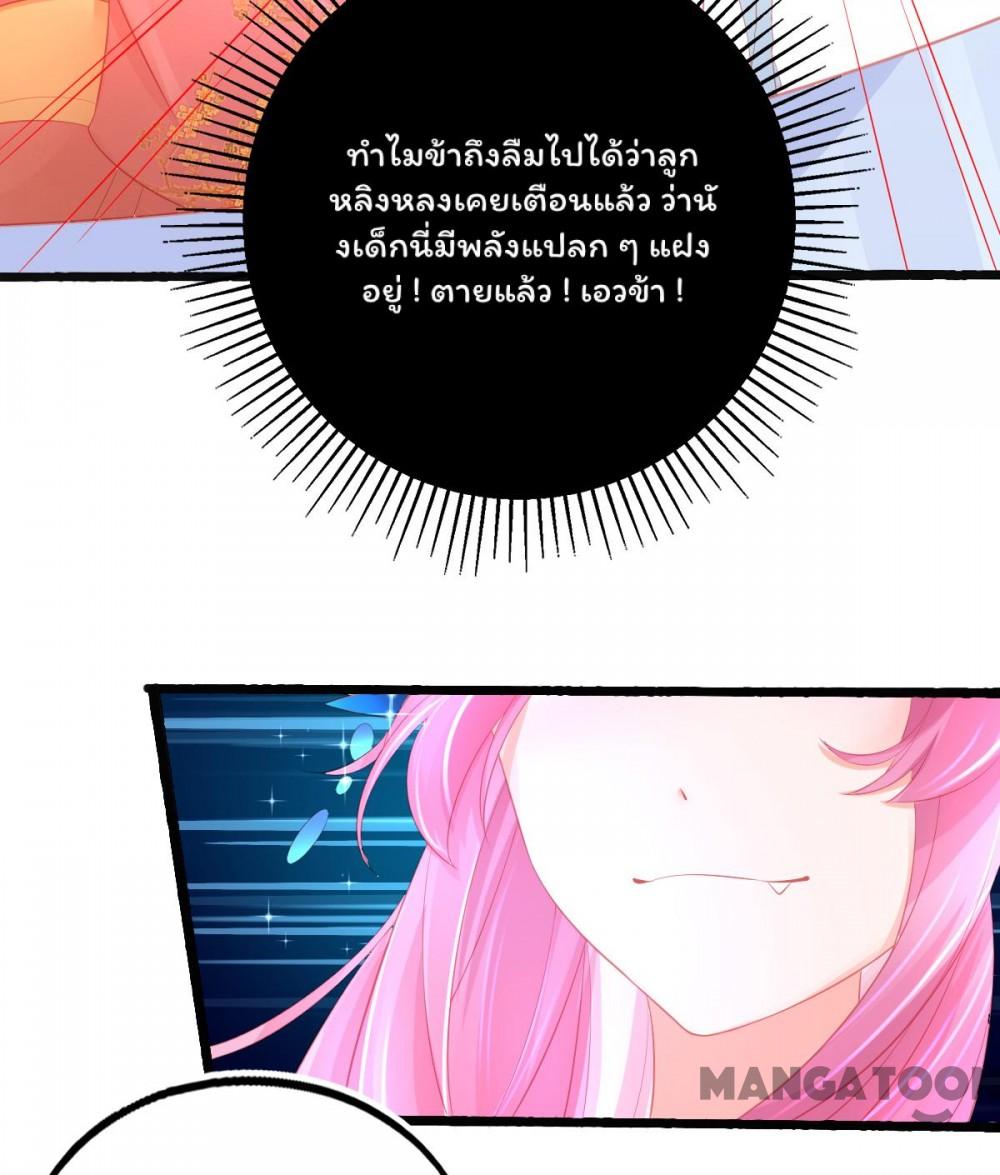 ทำไมข้าถึงลืมไปได้ว่าลูก
หลิงหลงเคยเตือนแล้ว ว่านั
งเด็กนี่มีพลังแปลก ๆ แฝง
อยู่ ! ตายแล้ว ! เอวข้า !
MANGATOON